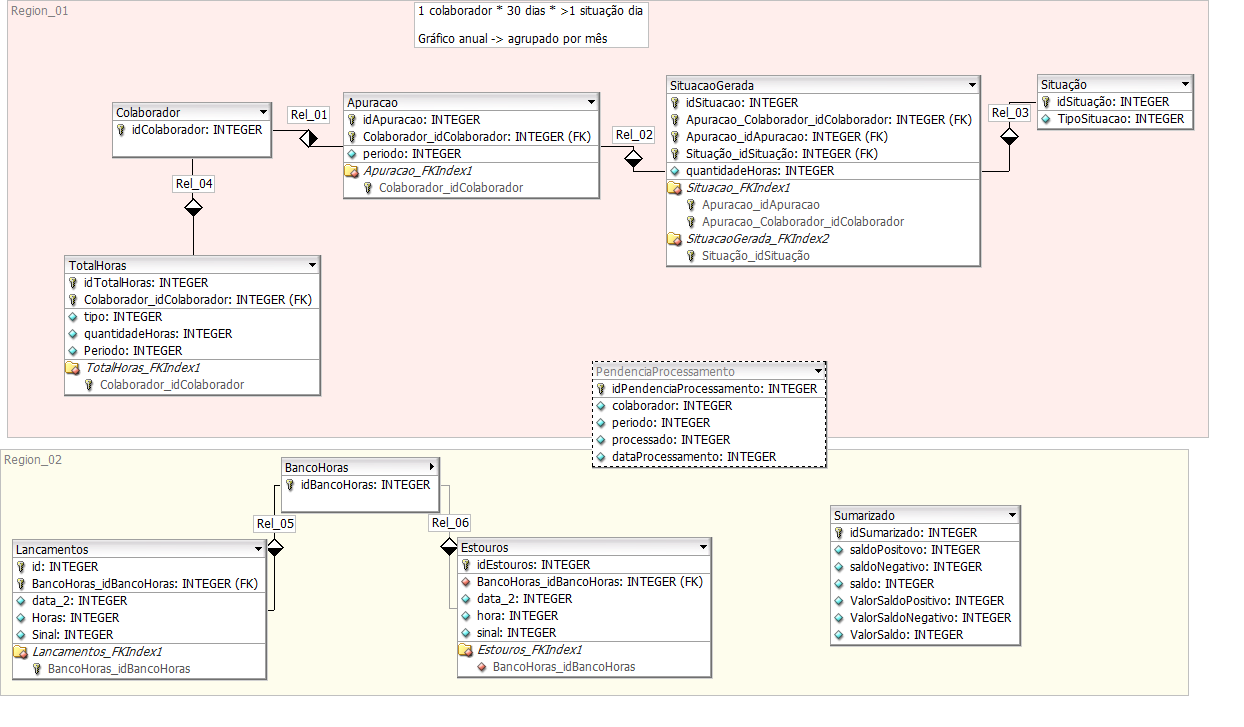 Region_01
1 colaborador * 30 dias * >1 situação dia
Gráfico anual -> agrupado por mês
Colaborador
idColaborador: INTEGER
Rel_01
Apuracao
idApuracao: INTEGER
Colaborador_idColaborador: INTEGER (FK)
periodo: INTEGER
Apuracao_FKIndex1
Colaborador_idColaborador
Rel_02
SituacaoGerada
idSituacao: INTEGER
Apuracao_Colaborador_idColaborador: INTEGER (FK)
Apuracao_idApuracao: INTEGER (FK)
Situação_idSituação: INTEGER (FK)
quantidadeHoras: INTEGER
Situacao_FKIndex1
Apuracao_idApuracao
Apuracao_Colaborador_idColaborador
SituacaoGerada_FKIndex2
Situação_idSituação
Rel_03
Situação
idSituação: INTEGER
TipoSituacao: INTEGER
Rel_04
TotalHoras
idTotalHoras: INTEGER
Colaborador_idColaborador: INTEGER (FK)
tipo: INTEGER
quantidadeHoras: INTEGER
Periodo: INTEGER
TotalHoras_FKIndex1
Colaborador_idColaborador
PendenciaProcessamento
idPendenciaProcessamento: INTEGER
colaborador: INTEGER
periodo: INTEGER
processado: INTEGER
dataProcessamento: INTEGER
Region_02
BancoHoras
idBancoHoras: INTEGER
Rel_05
Rel_06
Lancamentos
id: INTEGER
BancoHoras_idBancoHoras: INTEGER (FK)
data_2: INTEGER
Horas: INTEGER
Sinal: INTEGER
Lancamentos_FKIndex1
BancoHoras_idBancoHoras
Estouros
idEstouros: INTEGER
BancoHoras_idBancoHoras: INTEGER (FK)
data_2: INTEGER
hora: INTEGER
sinal: INTEGER
Estouros_FKIndex1
BancoHoras_idBancoHoras
Sumarizado
idSumarizado: INTEGER
saldoPositovo: INTEGER
saldoNegativo: INTEGER
saldo: INTEGER
ValorSaldoPositivo: INTEGER
ValorSaldoNegativo: INTEGER
ValorSaldo: INTEGER